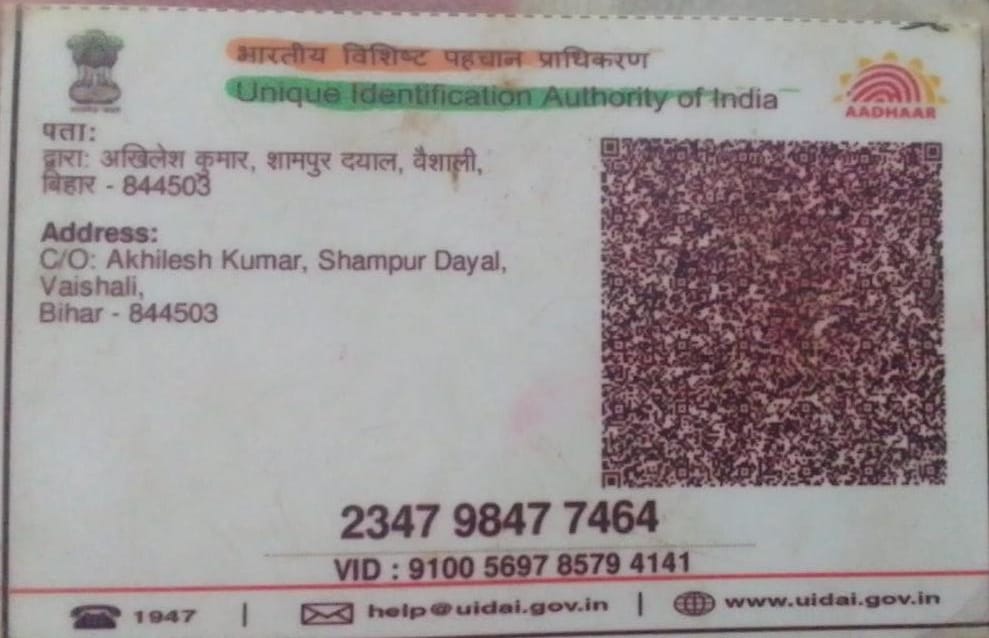 भारतीय विशिष्ट पहचान प्राधिकरण
Unique Identification Authority of India
AADHAAR
पता:
द्वारा: अखिलेश कुमार, शामपुर दयाल, वैशाली,
बिहार - 844503
Address:
C/O: Akhilesh Kumar, Shampur Dayal,
Vaishali,
Bihar - 844503
2347 9847 7464
VID : 9100 5697 8579 4141
1947 | help@uidai.gov.in | www.uidai.gov.in